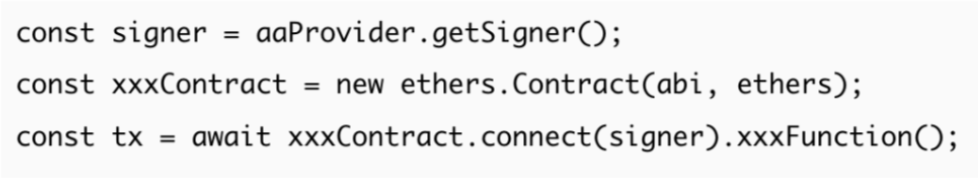 const signer = aaProvider.getSigner();
const xxxContract = new ethers.Contract(abi, ethers);
const tx = await xxxContract.connect(signer).xxxFunction();